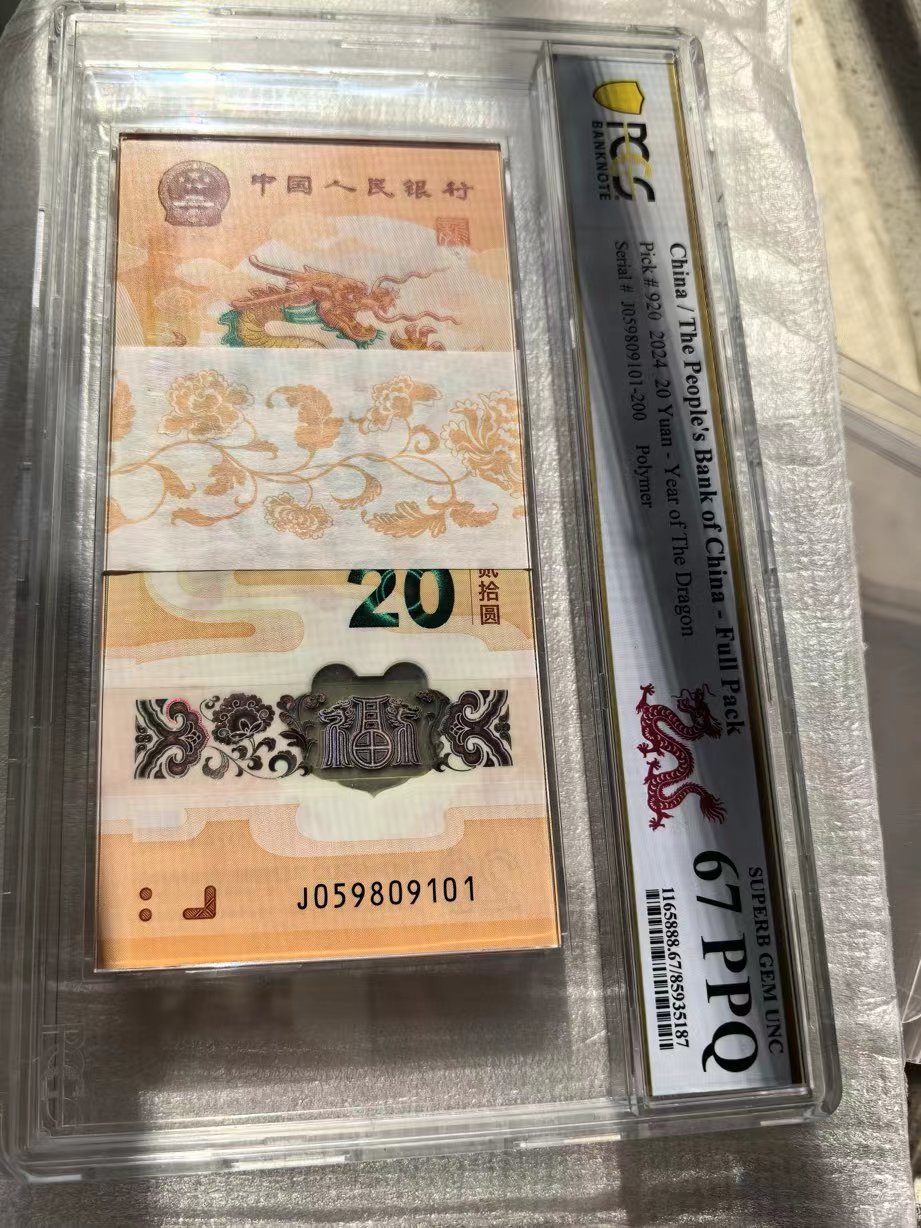 中国人民银行
20
贰拾圆
J059809101
PCGS
BANKNOTE
China / The People's Bank of China - Full Pack
Pick # 920 2024 20 Yuan - Year of The Dragon
Serial # J059809101-200 Polymer
SUPERB GEM UNC
67 PPQ
1165888.67/85935187